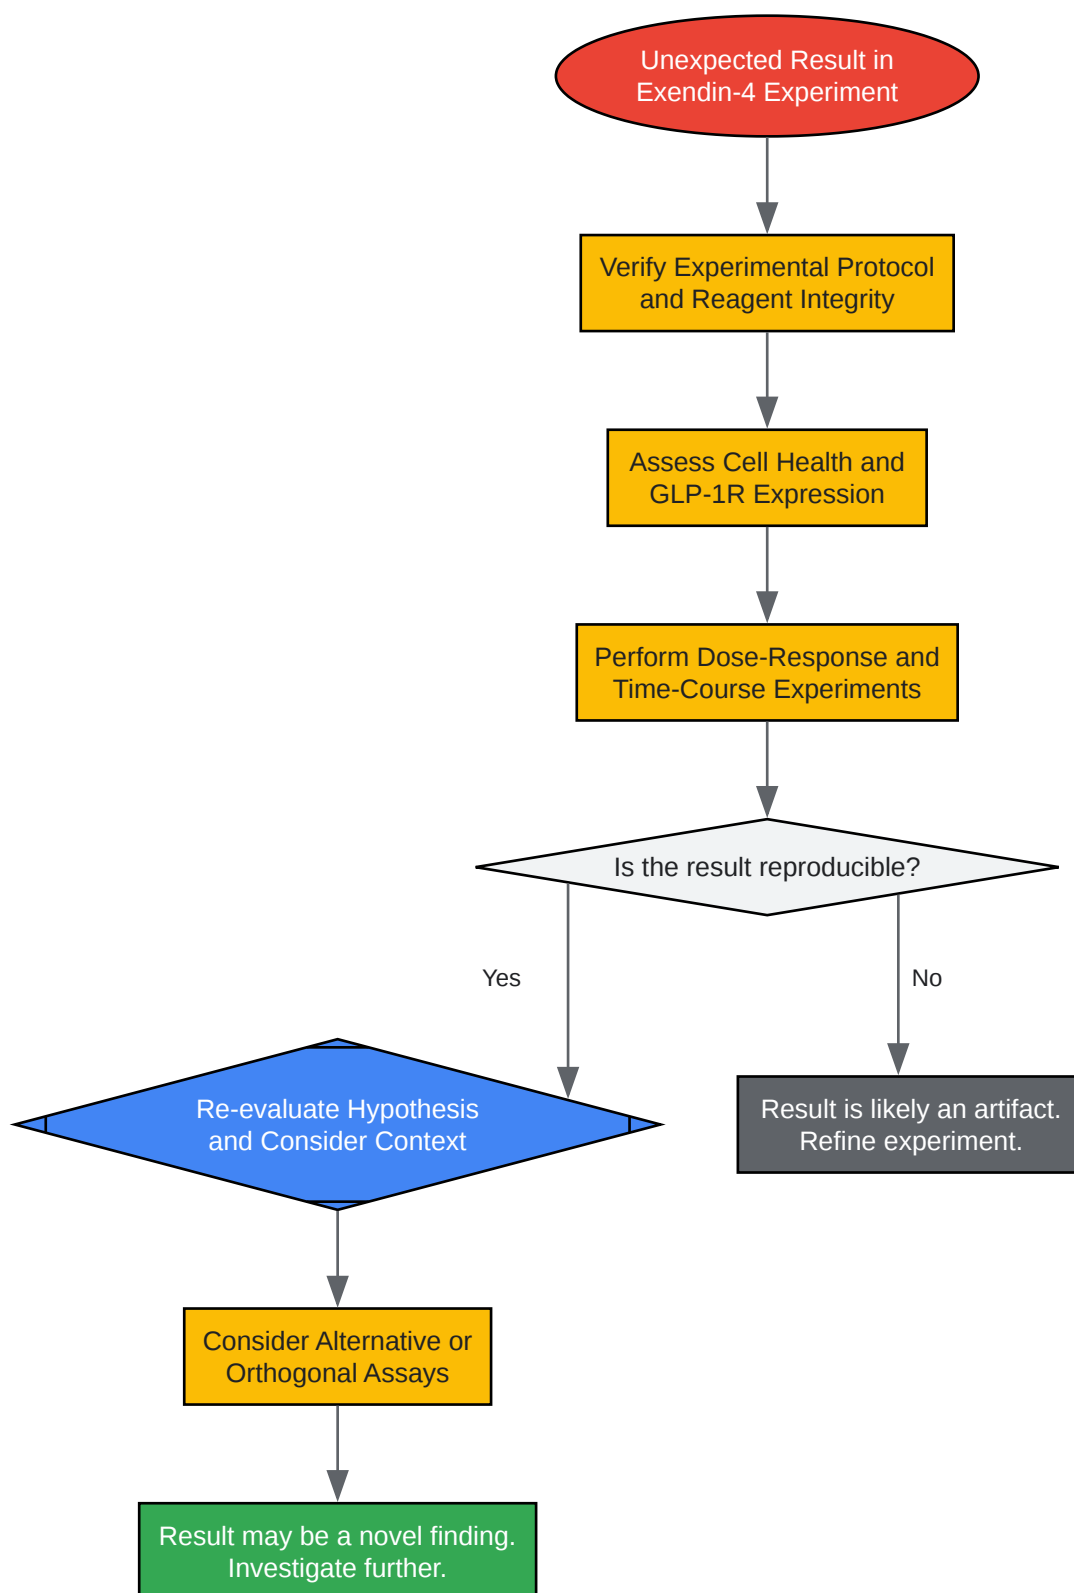 Unexpected Result in
Exendin-4 Experiment
Verify Experimental Protocol
and Reagent Integrity
Assess Cell Health and
GLP-1R Expression
Perform Dose-Response and
Time-Course Experiments
Is the result reproducible?
Yes
No
Re-evaluate Hypothesis
and Consider Context
Result is likely an artifact.
Refine experiment.
Consider Alternative or
Orthogonal Assays
Result may be a novel finding.
Investigate further.